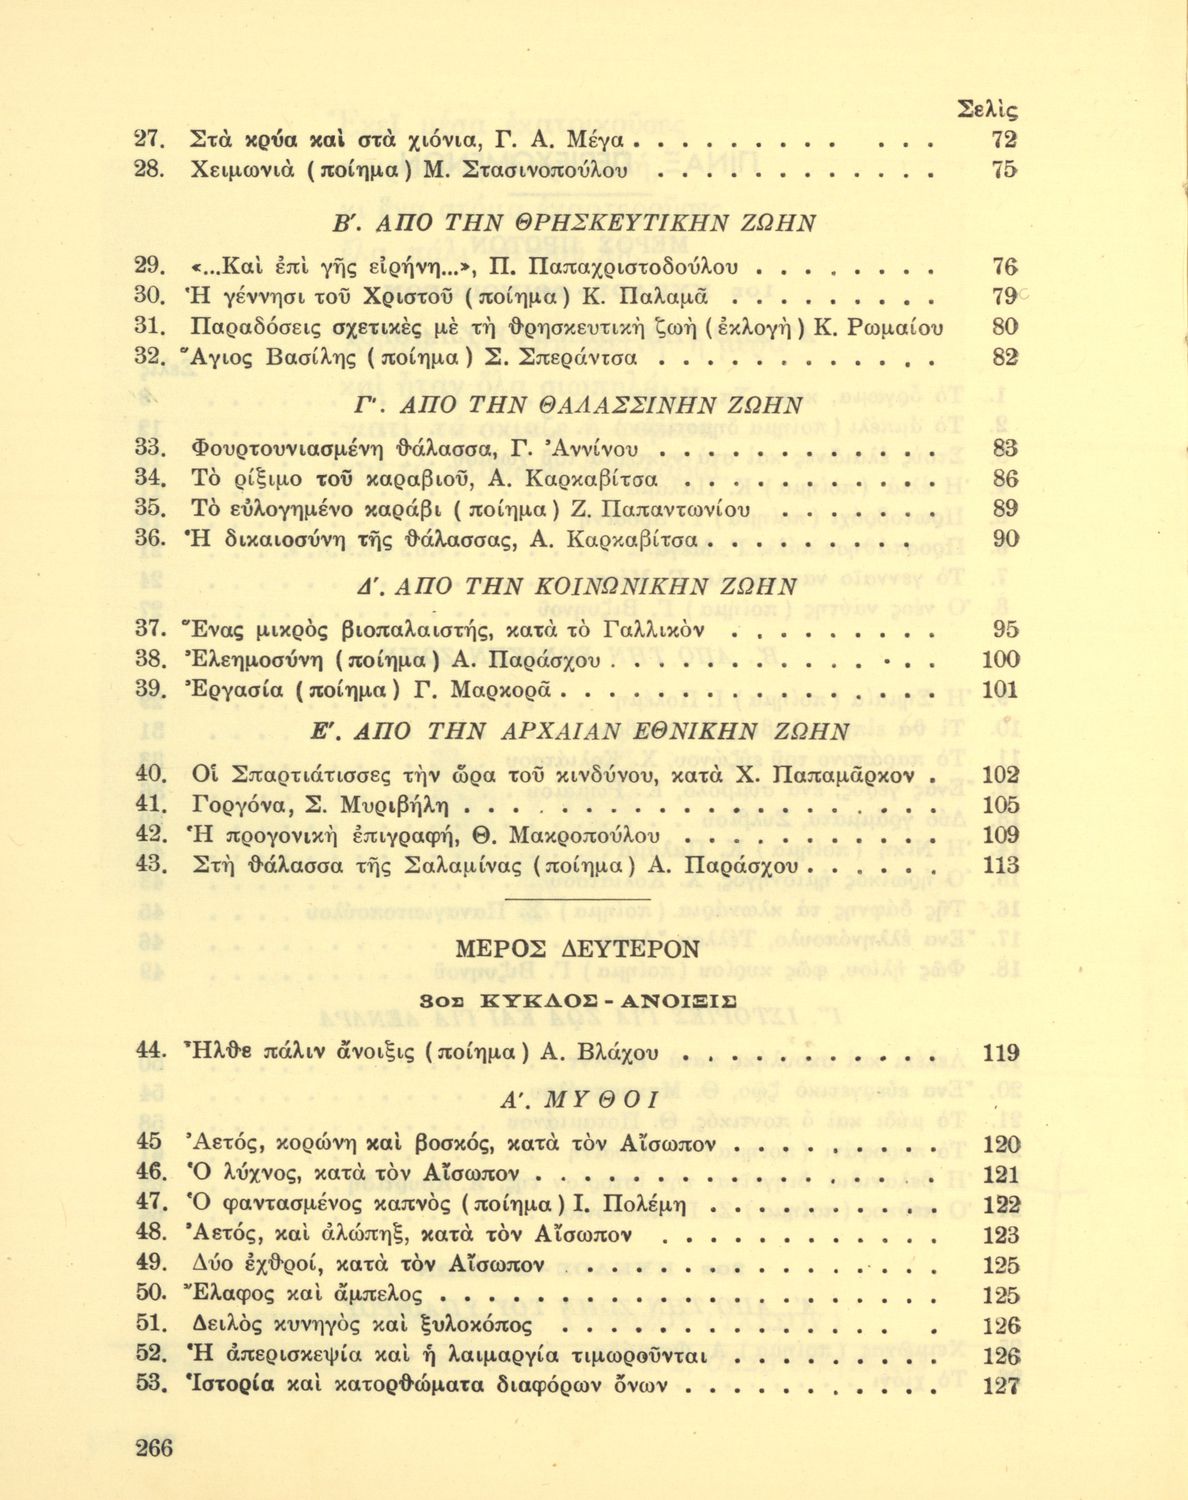 Σελὶς
27. Στὰ κρύα καὶ στὰ χιόνια, Γ. Α. Μέγα . . . . . . . . . . . . 72
28. Χειμωνιὰ ( ποίημα ) Μ. Στασινοπούλου . . . . . . . . . . . . 75
Β'. ΑΠΟ ΤΗΝ ΘΡΗΣΚΕΥΤΙΚΗΝ ΖΩΗΝ
29. «...Καὶ ἐπὶ γῆς εἰρήνη...», Π. Παπαχριστοδούλου . . . . . . . . 76
30. Ἡ γέννησι τοῦ Χριστοῦ ( ποίημα ) Κ. Παλαμᾶ . . . . . . . . . 79
31. Παραδόσεις σχετικὲς μὲ τὴ θρησκευτικὴ ζωὴ ( ἐκλογὴ ) Κ. Ρωμαίου 80
32. Ἅγιος Βασίλης ( ποίημα ) Σ. Σπεράντσα . . . . . . . . . . . . 82
Γ'. ΑΠΟ ΤΗΝ ΘΑΛΑΣΣΙΝΗΝ ΖΩΗΝ
33. Φουρτουνιασμένη θάλασσα, Γ. Ἀννίνου . . . . . . . . . . . . 83
34. Τὸ ρίξιμο τοῦ καραβιοῦ, Α. Καρκαβίτσα . . . . . . . . . . . 86
35. Τὸ εὐλογημένο καράβι ( ποίημα ) Ζ. Παπαντωνίου . . . . . . . 89
36. Ἡ δικαιοσύνη τῆς θάλασσας, Α. Καρκαβίτσα . . . . . . . . . 90
Δ'. ΑΠΟ ΤΗΝ ΚΟΙΝΩΝΙΚΗΝ ΖΩΗΝ
37. Ἕνας μικρὸς βιοπαλαιστής, κατὰ τὸ Γαλλικὸν . . . . . . . . . 95
38. Ἐλεημοσύνη ( ποίημα ) Α. Παράσχου . . . . . . . . . . . . . . 100
39. Ἐργασία ( ποίημα ) Γ. Μαρκορᾶ . . . . . . . . . . . . . . . . 101
Ε'. ΑΠΟ ΤΗΝ ΑΡΧΑΙΑΝ ΕΘΝΙΚΗΝ ΖΩΗΝ
40. Οἱ Σπαρτιάτισσες τὴν ὥρα τοῦ κινδύνου, κατὰ Χ. Παπαμᾶρκον . 102
41. Γοργόνα, Σ. Μυριβήλη . . . . . . . . . . . . . . . . . . . . 105
42. Ἡ προγονικὴ ἐπιγραφή, Θ. Μακροπούλου . . . . . . . . . . . 109
43. Στὴ θάλασσα τῆς Σαλαμίνας ( ποίημα ) Α. Παράσχου . . . . . . 113
ΜΕΡΟΣ ΔΕΥΤΕΡΟΝ
3ος ΚΥΚΛΟΣ - ΑΝΟΙΞΙΣ
44. Ἦλθε πάλιν ἄνοιξις ( ποίημα ) Α. Βλάχου . . . . . . . . . . . 119
Α'. ΜΥΘΟΙ
45 Ἀετός, κορώνη καὶ βοσκός, κατὰ τὸν Αἴσωπον . . . . . . . . . 120
46. Ὁ λύχνος, κατὰ τὸν Αἴσωπον . . . . . . . . . . . . . . . . . 121
47. Ὁ φαντασμένος καπνὸς ( ποίημα ) Ι. Πολέμη . . . . . . . . . . 122
48. Ἀετός, καὶ ἀλώπηξ, κατὰ τὸν Αἴσωπον . . . . . . . . . . . . 123
49. Δύο ἐχθροί, κατὰ τὸν Αἴσωπον . . . . . . . . . . . . . . . . 125
50. Ἔλαφος καὶ ἄμπελος . . . . . . . . . . . . . . . . . . . . . 125
51. Δειλὸς κυνηγὸς καὶ ξυλοκόπος . . . . . . . . . . . . . . . 126
52. Ἡ ἀπερισκεψία καὶ ἡ λαιμαργία τιμωροῦνται . . . . . . . . . 126
53. Ἱστορία καὶ κατορθώματα διαφόρων ὄνων . . . . . . . . . . . 127
266